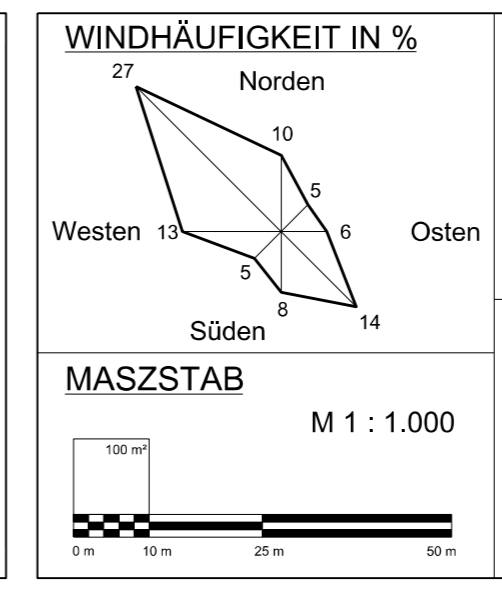 WINDHÄUFIGKEIT IN %
27
Norden
10
5
Westen 13 6 Osten
5
8
14
Süden
MASZSTAB
M 1 : 1.000
100 m²
0 m 10 m 25 m 50 m